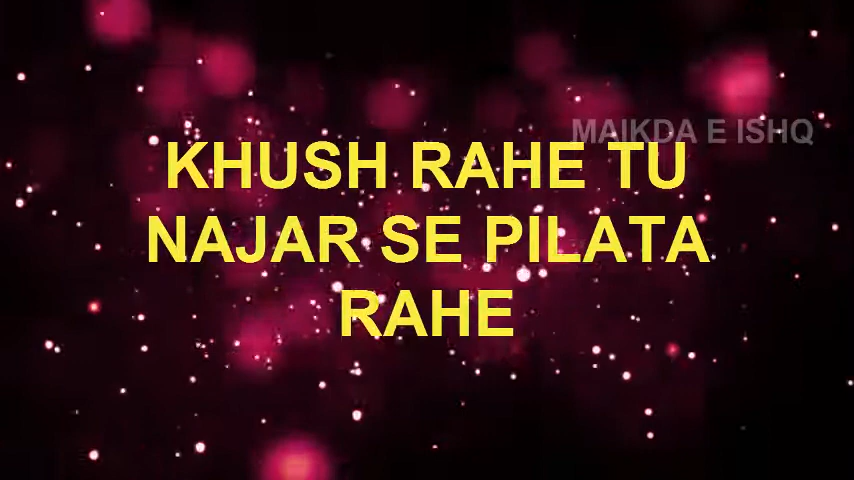 MAIKDA E ISHQ
KHUSH RAHE TU
NAJAR SE PILATA
RAHE